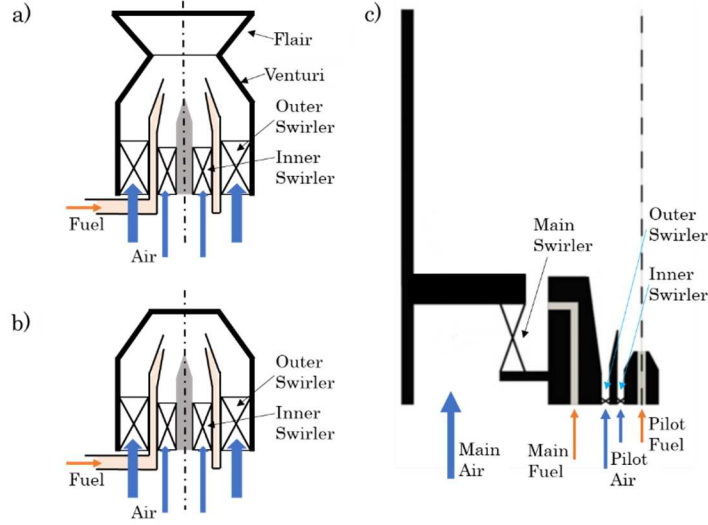 a)
Flair
Venturi
Outer
Swirler
Inner
Swirler
Fuel
Air
b)
Outer
Swirler
Inner
Swirler
Fuel
Air
c)
Main
Swirler
Outer
Swirler
Inner
Swirler
Main
Air
Main
Fuel
Pilot
Air
Pilot
Fuel